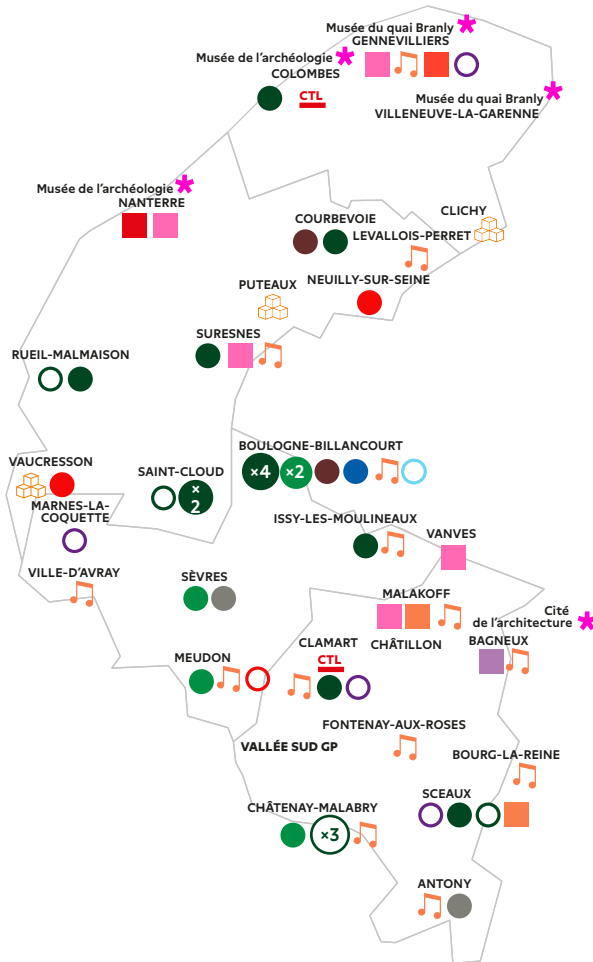 Musée du quai Branly
GENNEVILLIERS
Musée de l'archéologie
COLOMBES
CTL
Musée du quai Branly
VILLENEUVE-LA-GARENNE
Musée de l'archéologie
NANTERRE
CLICHY
COURBEVOIE
LEVALLOIS-PERRET
NEUILLY-SUR-SEINE
PUTEAUX
SURESNES
RUEIL-MALMAISON
BOULOGNE-BILLANCOURT
×4
×2
VAUCRESSON
SAINT-CLOUD
×
2
MARNES-LA-
COQUETTE
ISSY-LES-MOULINEAUX
VANVES
VILLE-D'AVRAY
SÈVRES
MALAKOFF
Cité
de l'architecture
BAGNEUX
CHÂTILLON
CLAMART
CTL
MEUDON
FONTENAY-AUX-ROSES
VALLÉE SUD GP
BOURG-LA-REINE
SCEAUX
CHÂTENAY-MALABRY
×3
ANTONY